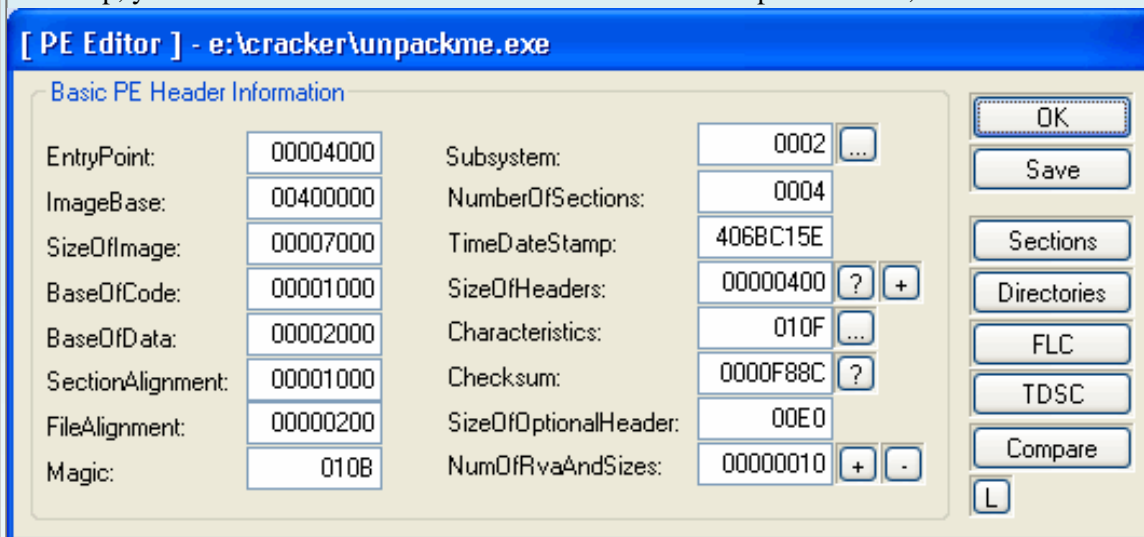 [ PE Editor ] - e:\cracker\unpackme.exe
Basic PE Header Information
EntryPoint: 00004000 Subsystem: 0002 ... OK
ImageBase: 00400000 NumberOfSections: 0004 Save
SizeOfImage: 00007000 TimeDateStamp: 406BC15E Sections
BaseOfCode: 00001000 SizeOfHeaders: 00000400 ? + Directories
BaseOfData: 00002000 Characteristics: 010F ... FLC
SectionAlignment: 00001000 Checksum: 0000F88C ? TDSC
FileAlignment: 00000200 SizeOfOptionalHeader: 00E0 Compare
Magic: 010B NumOfRvaAndSizes: 00000010 + - L